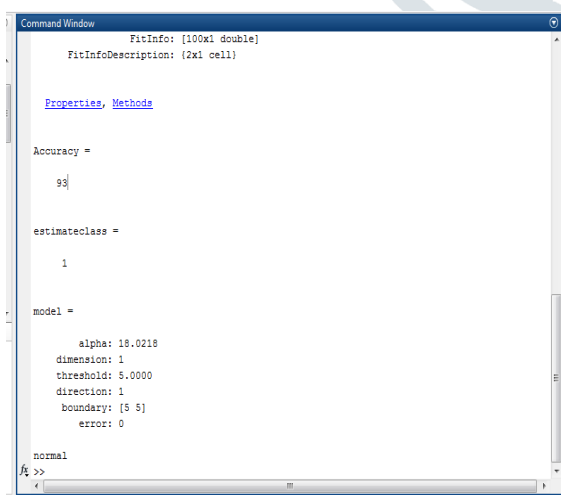 Command Window
FitInfo: [100x1 double]
FitInfoDescription: {2x1 cell}
Properties, Methods
Accuracy =
93
estimateclass =
1
model =
alpha: 18.0218
dimension: 1
threshold: 5.0000
direction: 1
boundary: [5 5]
error: 0
normal
fx >>